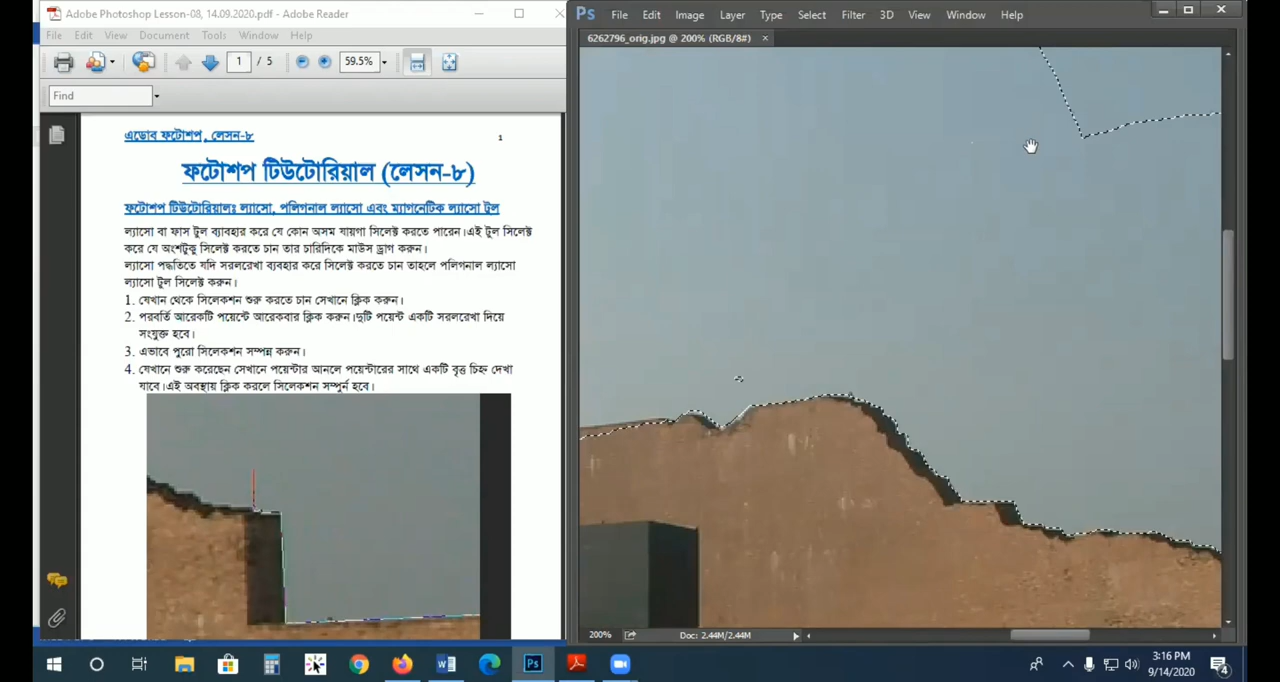 Adobe Photoshop Lesson-08, 14.09.2020.pdf - Adobe Reader
File Edit View Document Tools Window Help
1 / 5 59.5%
Find
এডোব ফটোশপ, লেসন-৮
1
ফটোশপ টিউটোরিয়াল (লেসন-৮)
ফটোশপ টিউটোরিয়ালঃ ল্যাসো, পলিগনাল ল্যাসো এবং ম্যাগনেটিক ল্যাসো টুল
ল্যাসো বা ফাস টুল ব্যাবহার করে যে কোন অসম যায়গা সিলেক্ট করতে পারেন।এই টুল সিলেক্ট
করে যে অংশটুকু সিলেক্ট করতে চান তার চারিদিকে মাউস ড্রাগ করুন।
ল্যাসো পদ্ধতিতে যদি সরলরেখা ব্যবহার করে সিলেক্ট করতে চান তাহলে পলিগনাল ল্যাসো
ল্যাসো টুল সিলেক্ট করুন।
1. যেখান থেকে সিলেকশন শুরু করতে চান সেখানে ক্লিক করুন।
2. পরবর্তি আরেকটি পয়েন্টে আরেকবার ক্লিক করুন।দুটি পয়েন্ট একটি সরলরেখা দিয়ে
সংযুক্ত হবে।
3. এভাবে পুরো সিলেকশন সম্পন্ন করুন।
4. যেখানে শুরু করেছেন সেখানে পয়েন্টার আনলে পয়েন্টারের সাথে একটি বৃত্ত চিহ্ন দেখা
যাবে।এই অবস্থায় ক্লিক করলে সিলেকশন সম্পুর্ন হবে।
Ps File Edit Image Layer Type Select Filter 3D View Window Help
6262796_orig.jpg @ 200% (RGB/8#)
200% Doc: 2.44M/2.44M
3:16 PM
9/14/2020
4